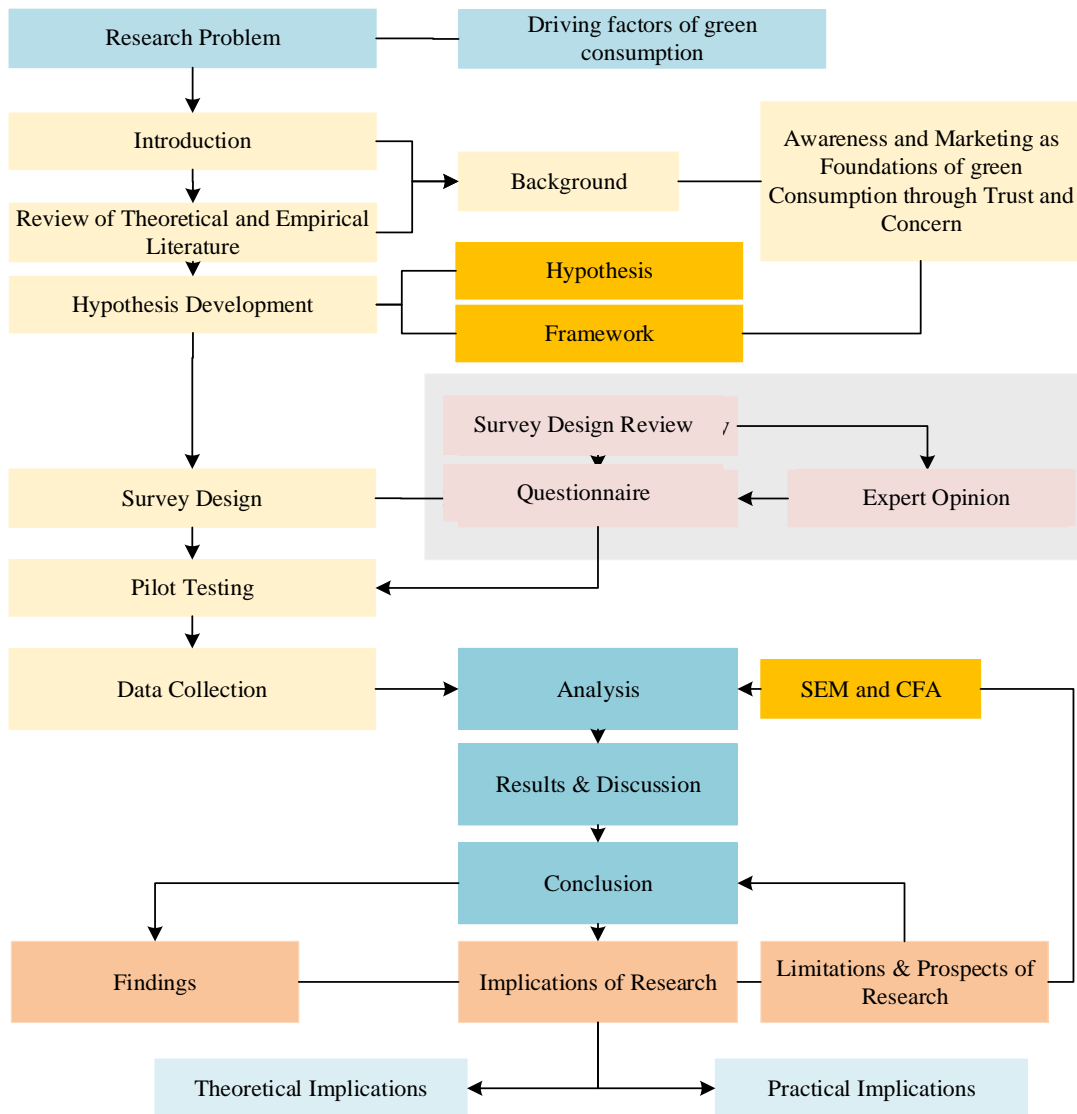 Research Problem
Driving factors of green
consumption
Introduction
Background
Awareness and Marketing as
Foundations of green
Consumption through Trust and
Concern
Review of Theoretical and Empirical
Literature
Hypothesis Development
Hypothesis
Framework
Survey Design Review
Survey Design
Questionnaire
Expert Opinion
Pilot Testing
Data Collection
Analysis
SEM and CFA
Results & Discussion
Conclusion
Findings
Implications of Research
Limitations & Prospects of
Research
Theoretical Implications
Practical Implications